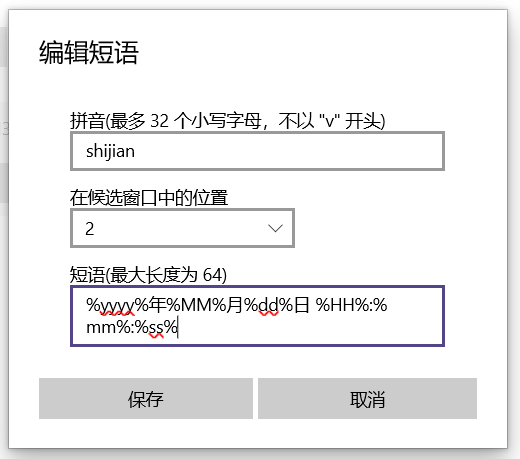 编辑短语
拼音(最多 32 个小写字母，不以 "v" 开头)
shijian
在候选窗口中的位置
2
短语(最大长度为 64)
%yyyy%年%MM%月%dd%日 %HH%:%
mm%:%ss%
保存
取消